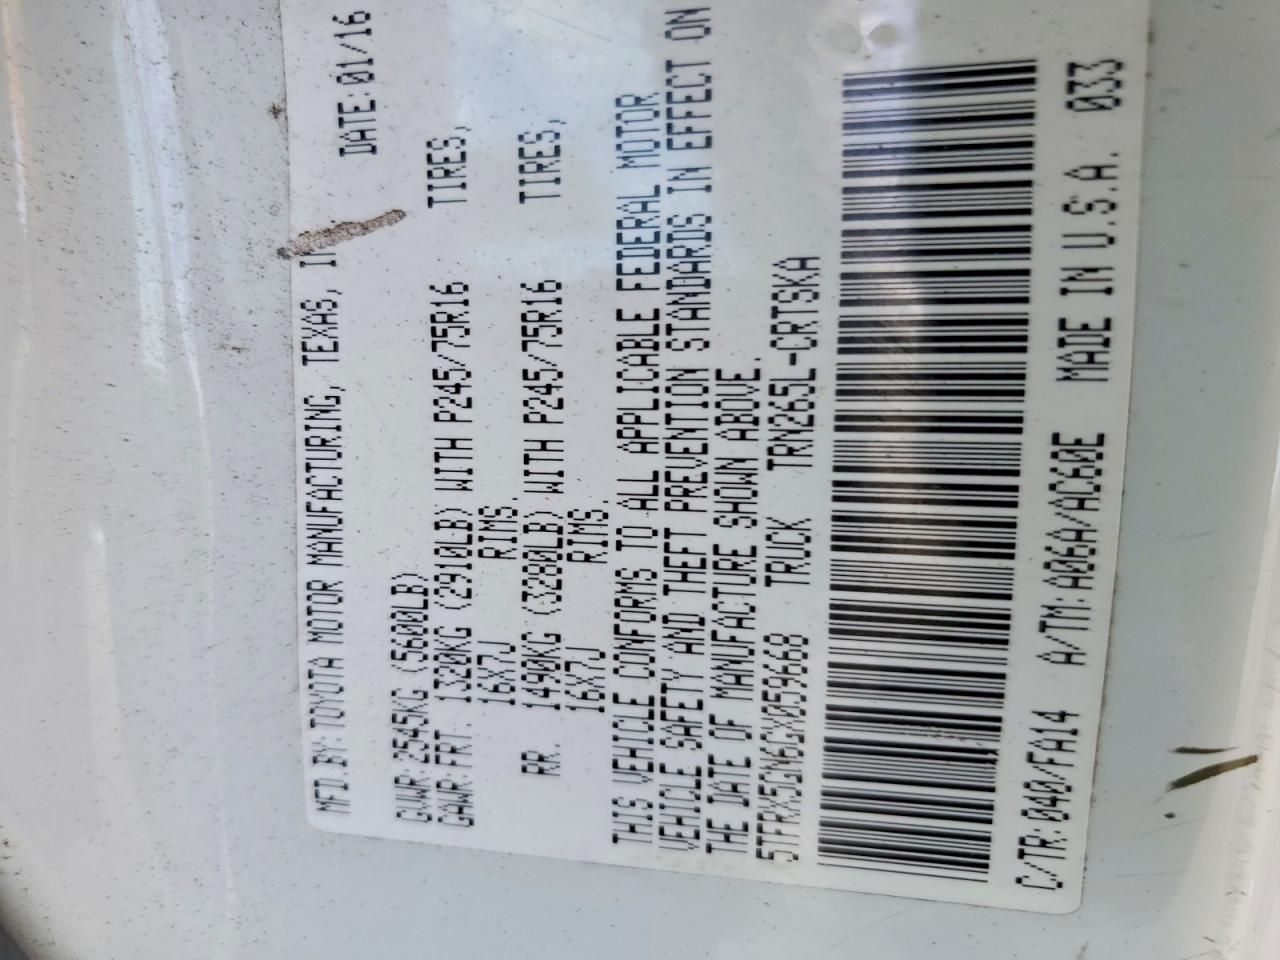 MFD.BY: TOYOTA MOTOR MANUFACTURING, TEXAS, DATE:01/16
GVWR: 2545KG (5600LB)
GAWR: FRT. 1320KG (2910LB) WITH P245/75R16 TIRES,
16X7J RIMS.
RR. 1490KG (3280LB) WITH P245/75R16 TIRES,
16X7J RIMS.
THIS VEHICLE CONFORMS TO ALL APPLICABLE FEDERAL MOTOR
VEHICLE SAFETY AND THEFT PREVENTION STANDARDS IN EFFECT ON
THE DATE OF MANUFACTURE SHOWN ABOVE.
5TFRX5GN6GX059668 TRUCK TRN265L-CRTSKA
C/TR: 040/FA14 A/TM: A06A/AC60E MADE IN U.S.A. 033